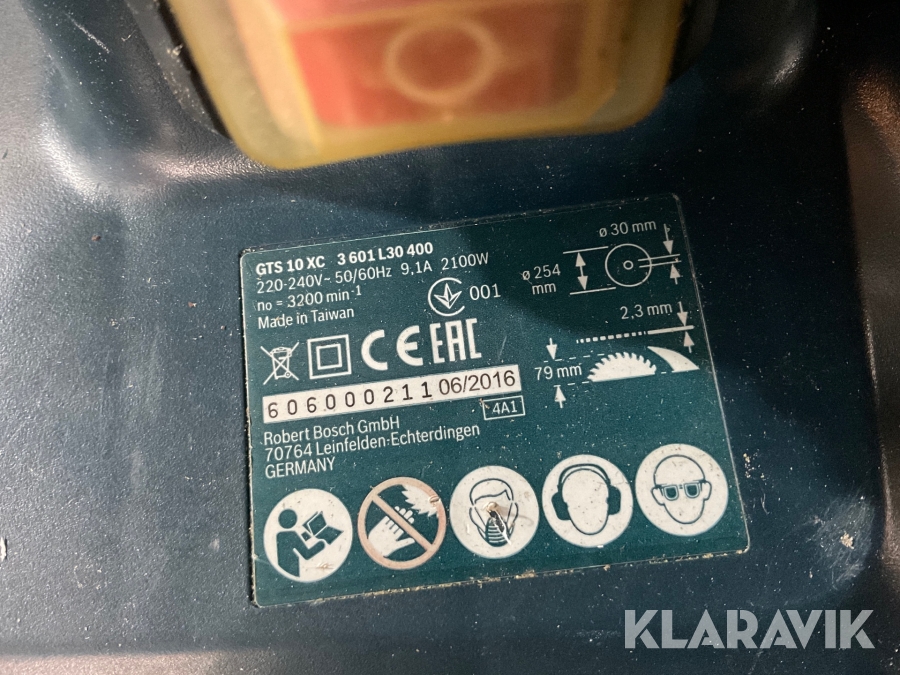 GTS 10 XC 3 601 L30 400
220-240V~ 50/60Hz 9,1A 2100W
no = 3200 min-1
Made in Taiwan
001
CE EAC
606000211 06/2016
4A1
Robert Bosch GmbH
70764 Leinfelden-Echterdingen
GERMANY
ø 30 mm
ø 254
mm
2,3 mm
79 mm
KLARAVIK